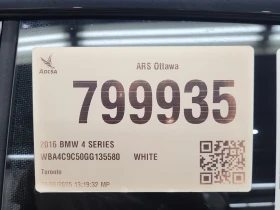 ADESA
ARS Ottawa
799935
2016 BMW 4 SERIES
WBA4C9C50GG135580 WHITE
Toronto